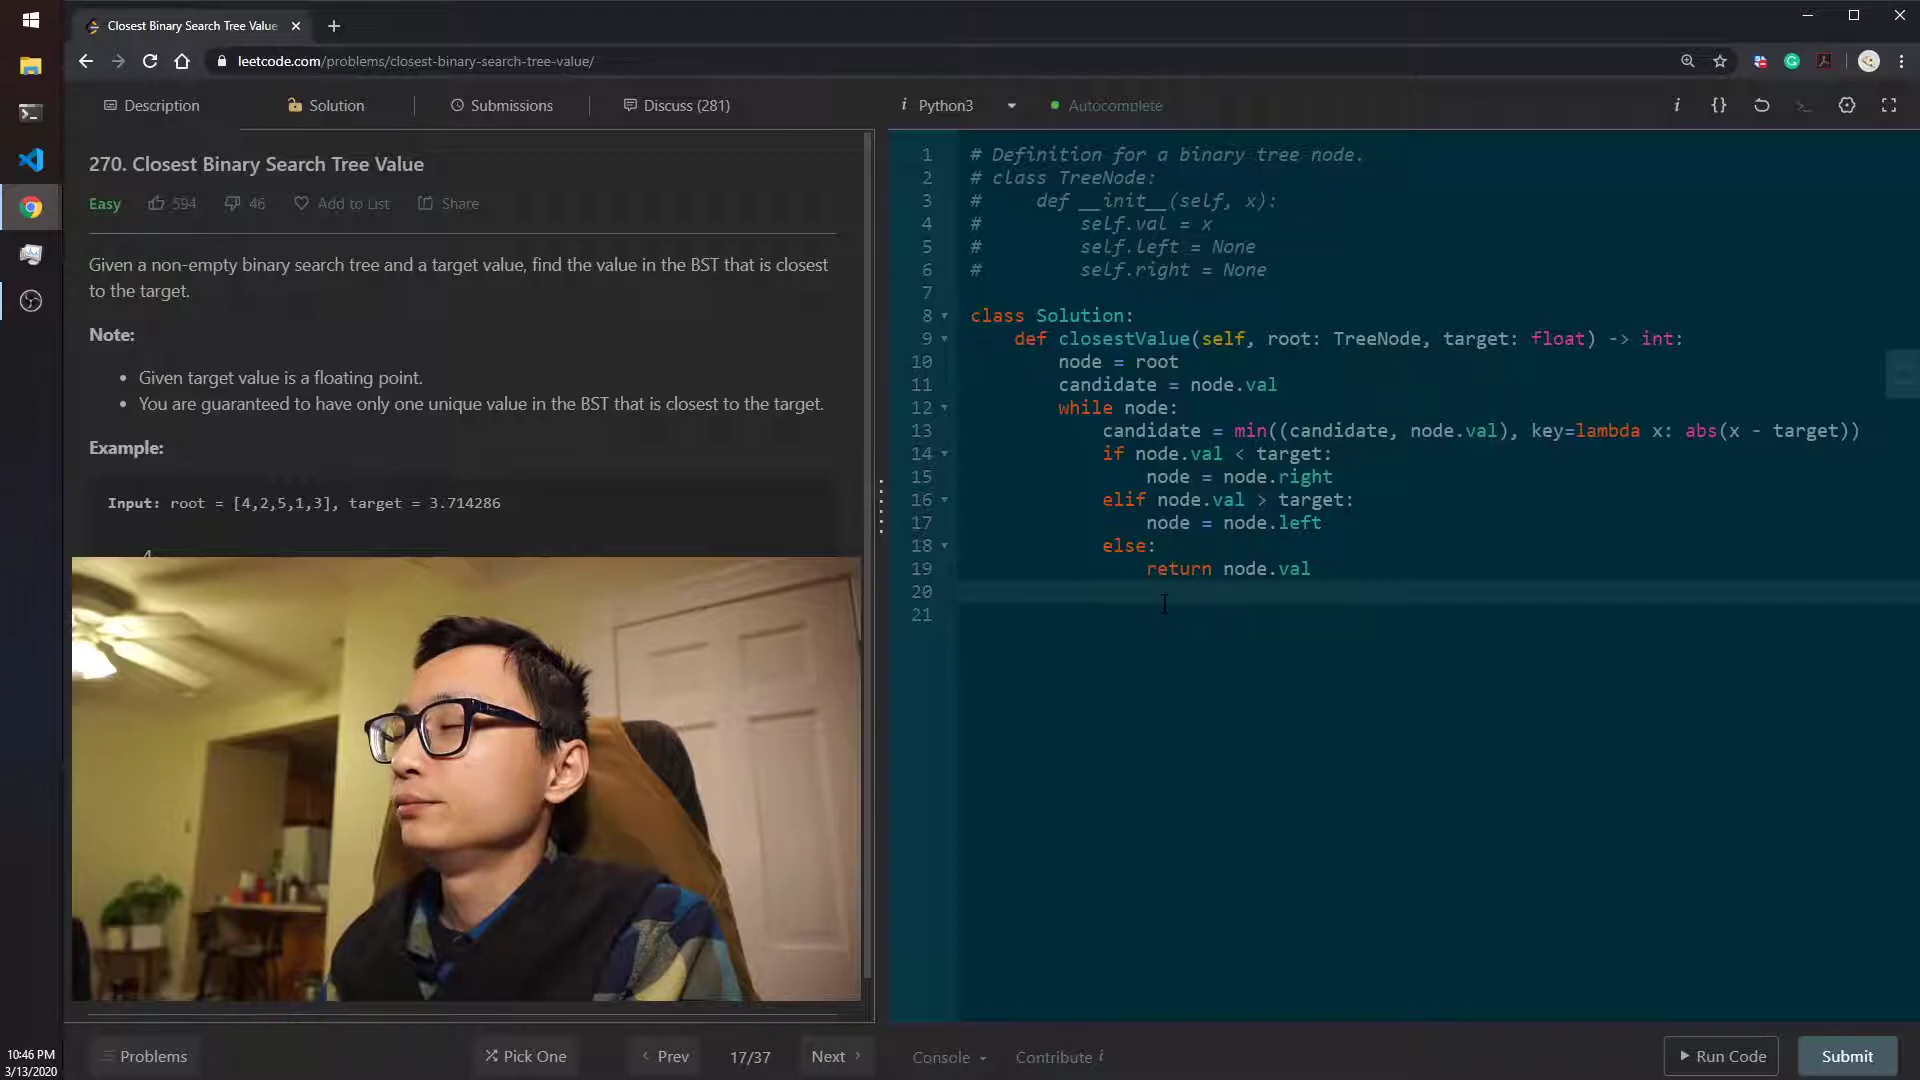 Closest Binary Search Tree Value
leetcode.com/problems/closest-binary-search-tree-value/
Description
Solution
Submissions
Discuss (281)
i Python3
Autocomplete
270. Closest Binary Search Tree Value
Easy 594 46 Add to List Share
Given a non-empty binary search tree and a target value, find the value in the BST that is closest
to the target.
Note:
• Given target value is a floating point.
• You are guaranteed to have only one unique value in the BST that is closest to the target.
Example:
Input: root = [4,2,5,1,3], target = 3.714286
4
1 # Definition for a binary tree node.
2 # class TreeNode:
3 #     def __init__(self, x):
4 #         self.val = x
5 #         self.left = None
6 #         self.right = None
7
8 class Solution:
9     def closestValue(self, root: TreeNode, target: float) -> int:
10         node = root
11         candidate = node.val
12         while node:
13             candidate = min((candidate, node.val), key=lambda x: abs(x - target))
14             if node.val < target:
15                 node = node.right
16             elif node.val > target:
17                 node = node.left
18             else:
19                 return node.val
20
21
Problems
Pick One
Prev
17/37
Next
Console
Contribute i
Run Code
Submit
10:46 PM
3/13/2020